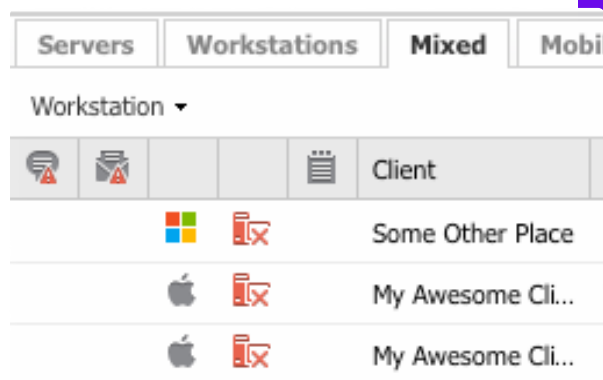 Servers Workstations Mixed Mobi
Workstation
Client
Some Other Place
My Awesome Cli...
My Awesome Cli...